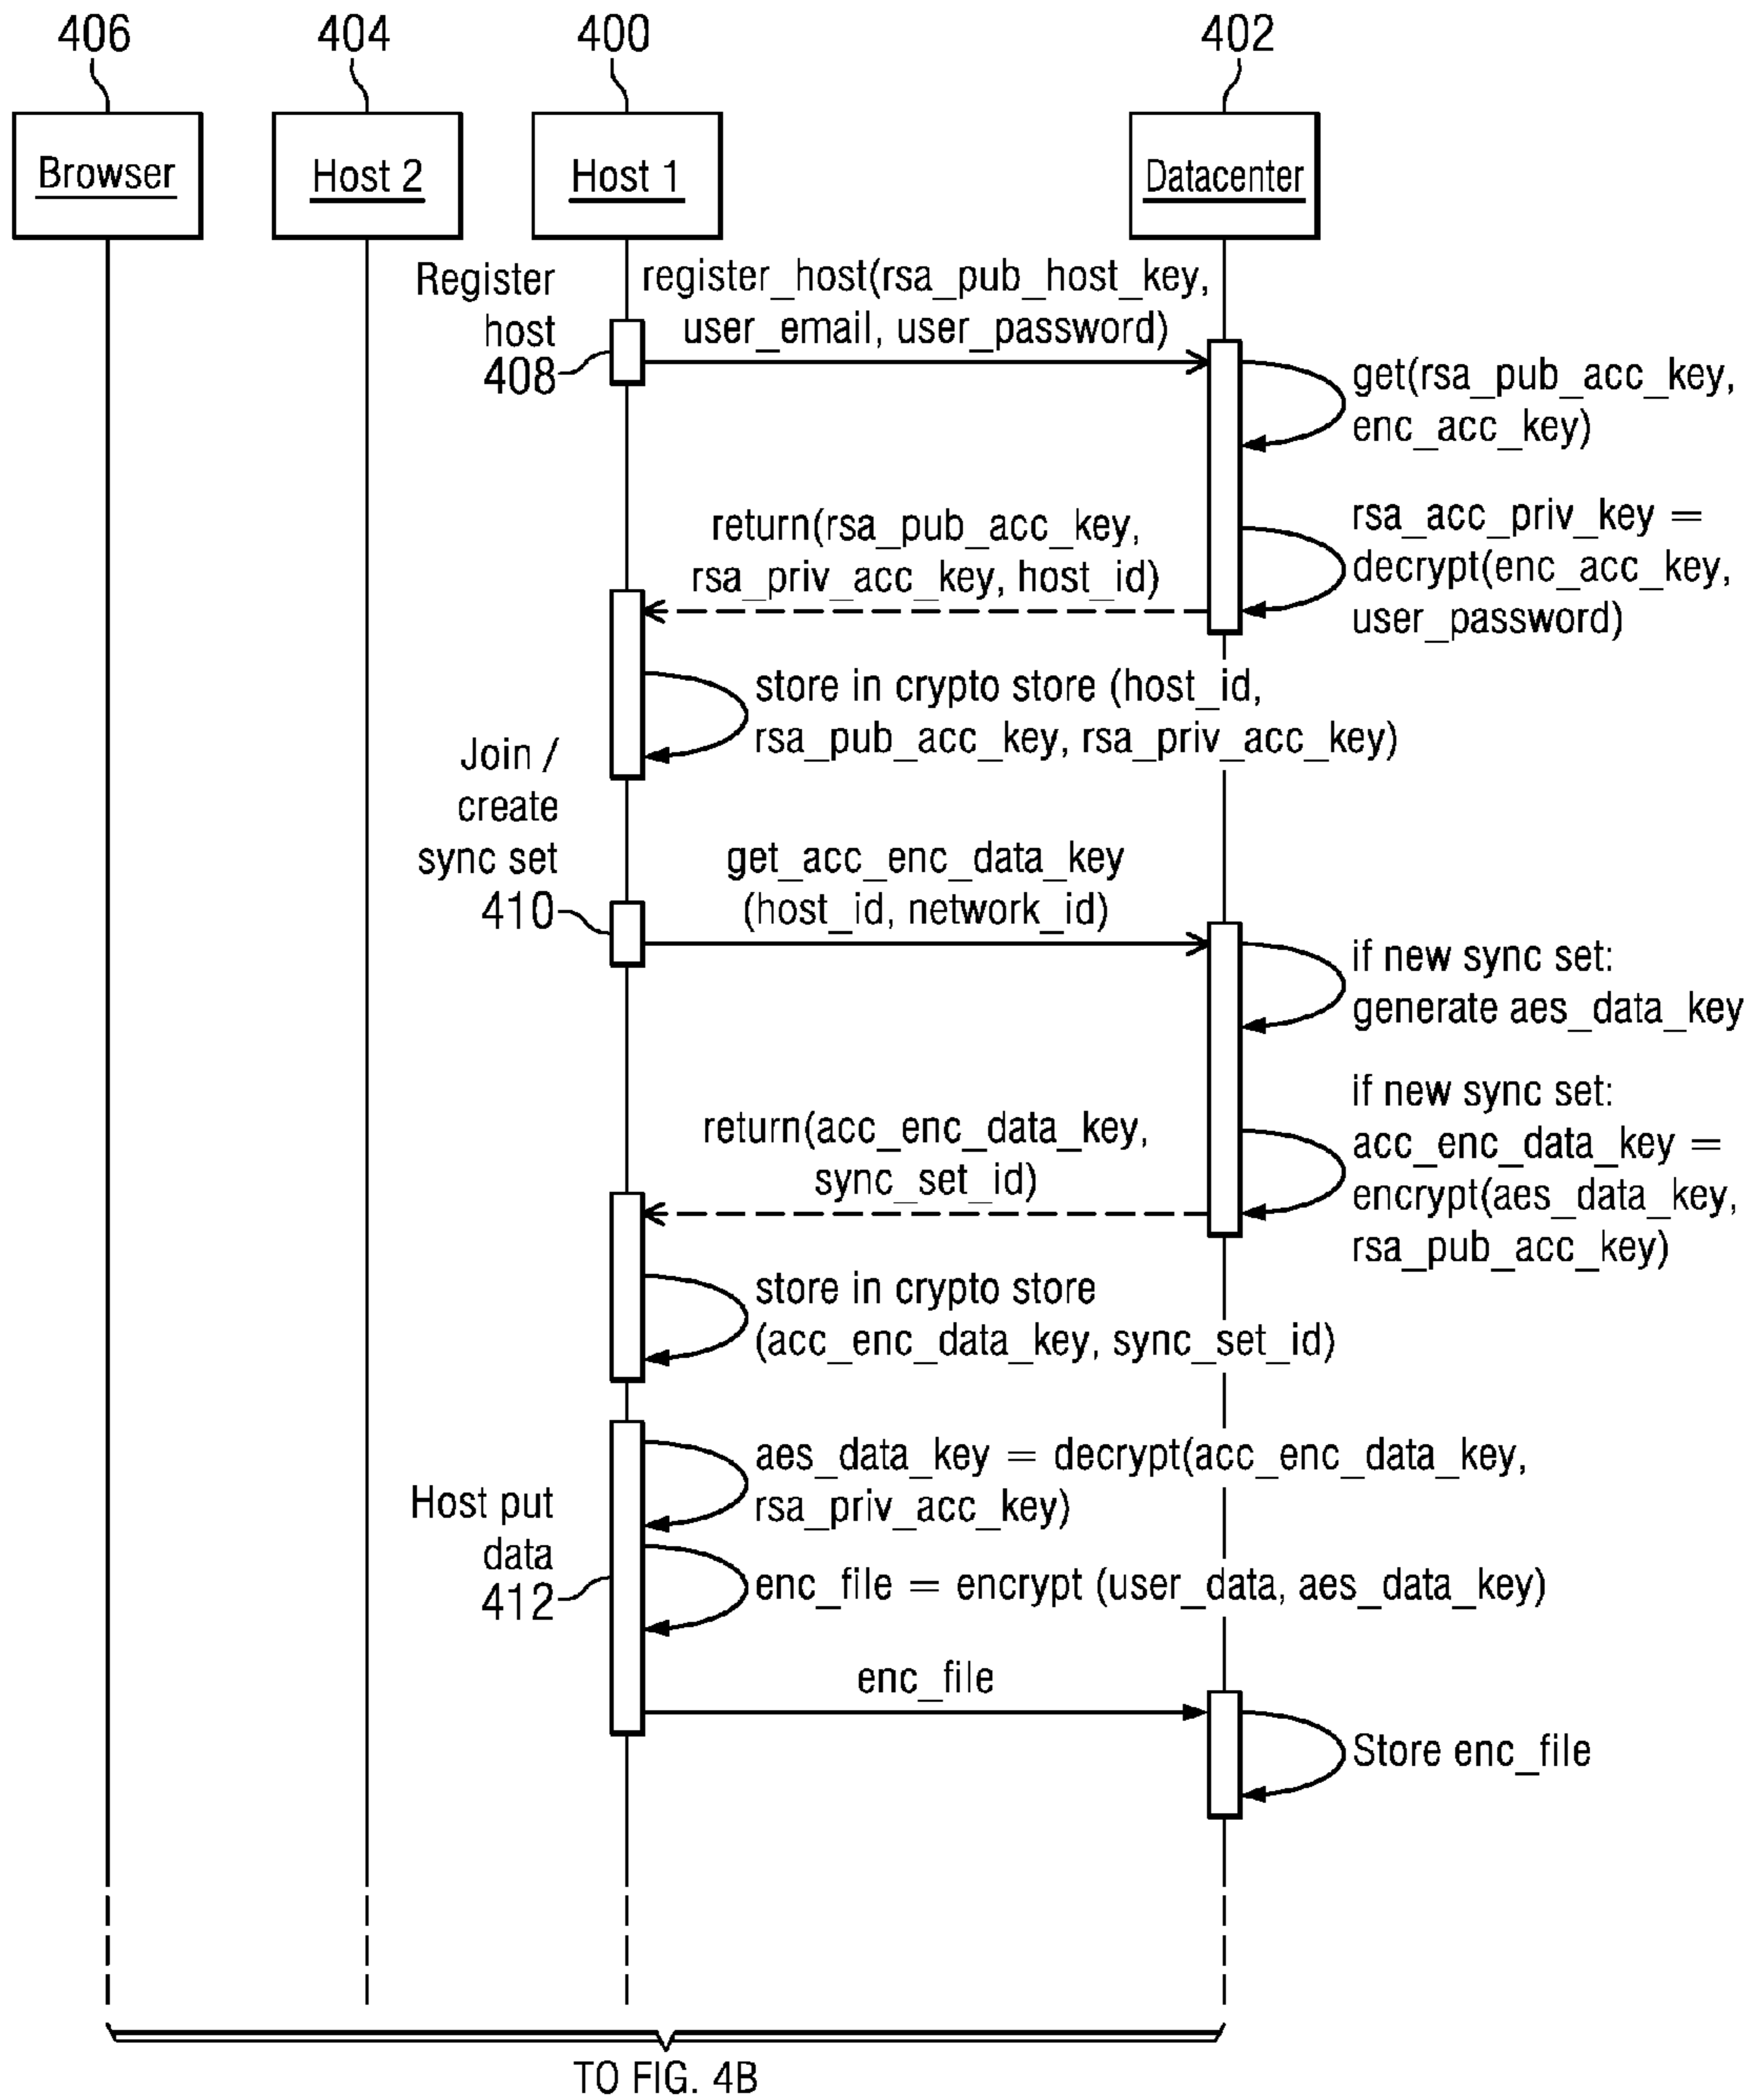 406
404
400
402
Browser
Host 2
Host 1
Datacenter
Register
host
408
register_host(rsa_pub_host_key,
user_email, user_password)
get(rsa_pub_acc_key,
enc_acc_key)
rsa_acc_priv_key =
decrypt(enc_acc_key,
user_password)
return(rsa_pub_acc_key,
rsa_priv_acc_key, host_id)
store in crypto store (host_id,
rsa_pub_acc_key, rsa_priv_acc_key)
Join /
create
sync set
410
get_acc_enc_data_key
(host_id, network_id)
if new sync set:
generate aes_data_key
if new sync set:
acc_enc_data_key =
encrypt(aes_data_key,
rsa_pub_acc_key)
return(acc_enc_data_key,
sync_set_id)
store in crypto store
(acc_enc_data_key, sync_set_id)
Host put
data
412
aes_data_key = decrypt(acc_enc_data_key,
rsa_priv_acc_key)
enc_file = encrypt (user_data, aes_data_key)
enc_file
Store enc_file
TO FIG. 4B